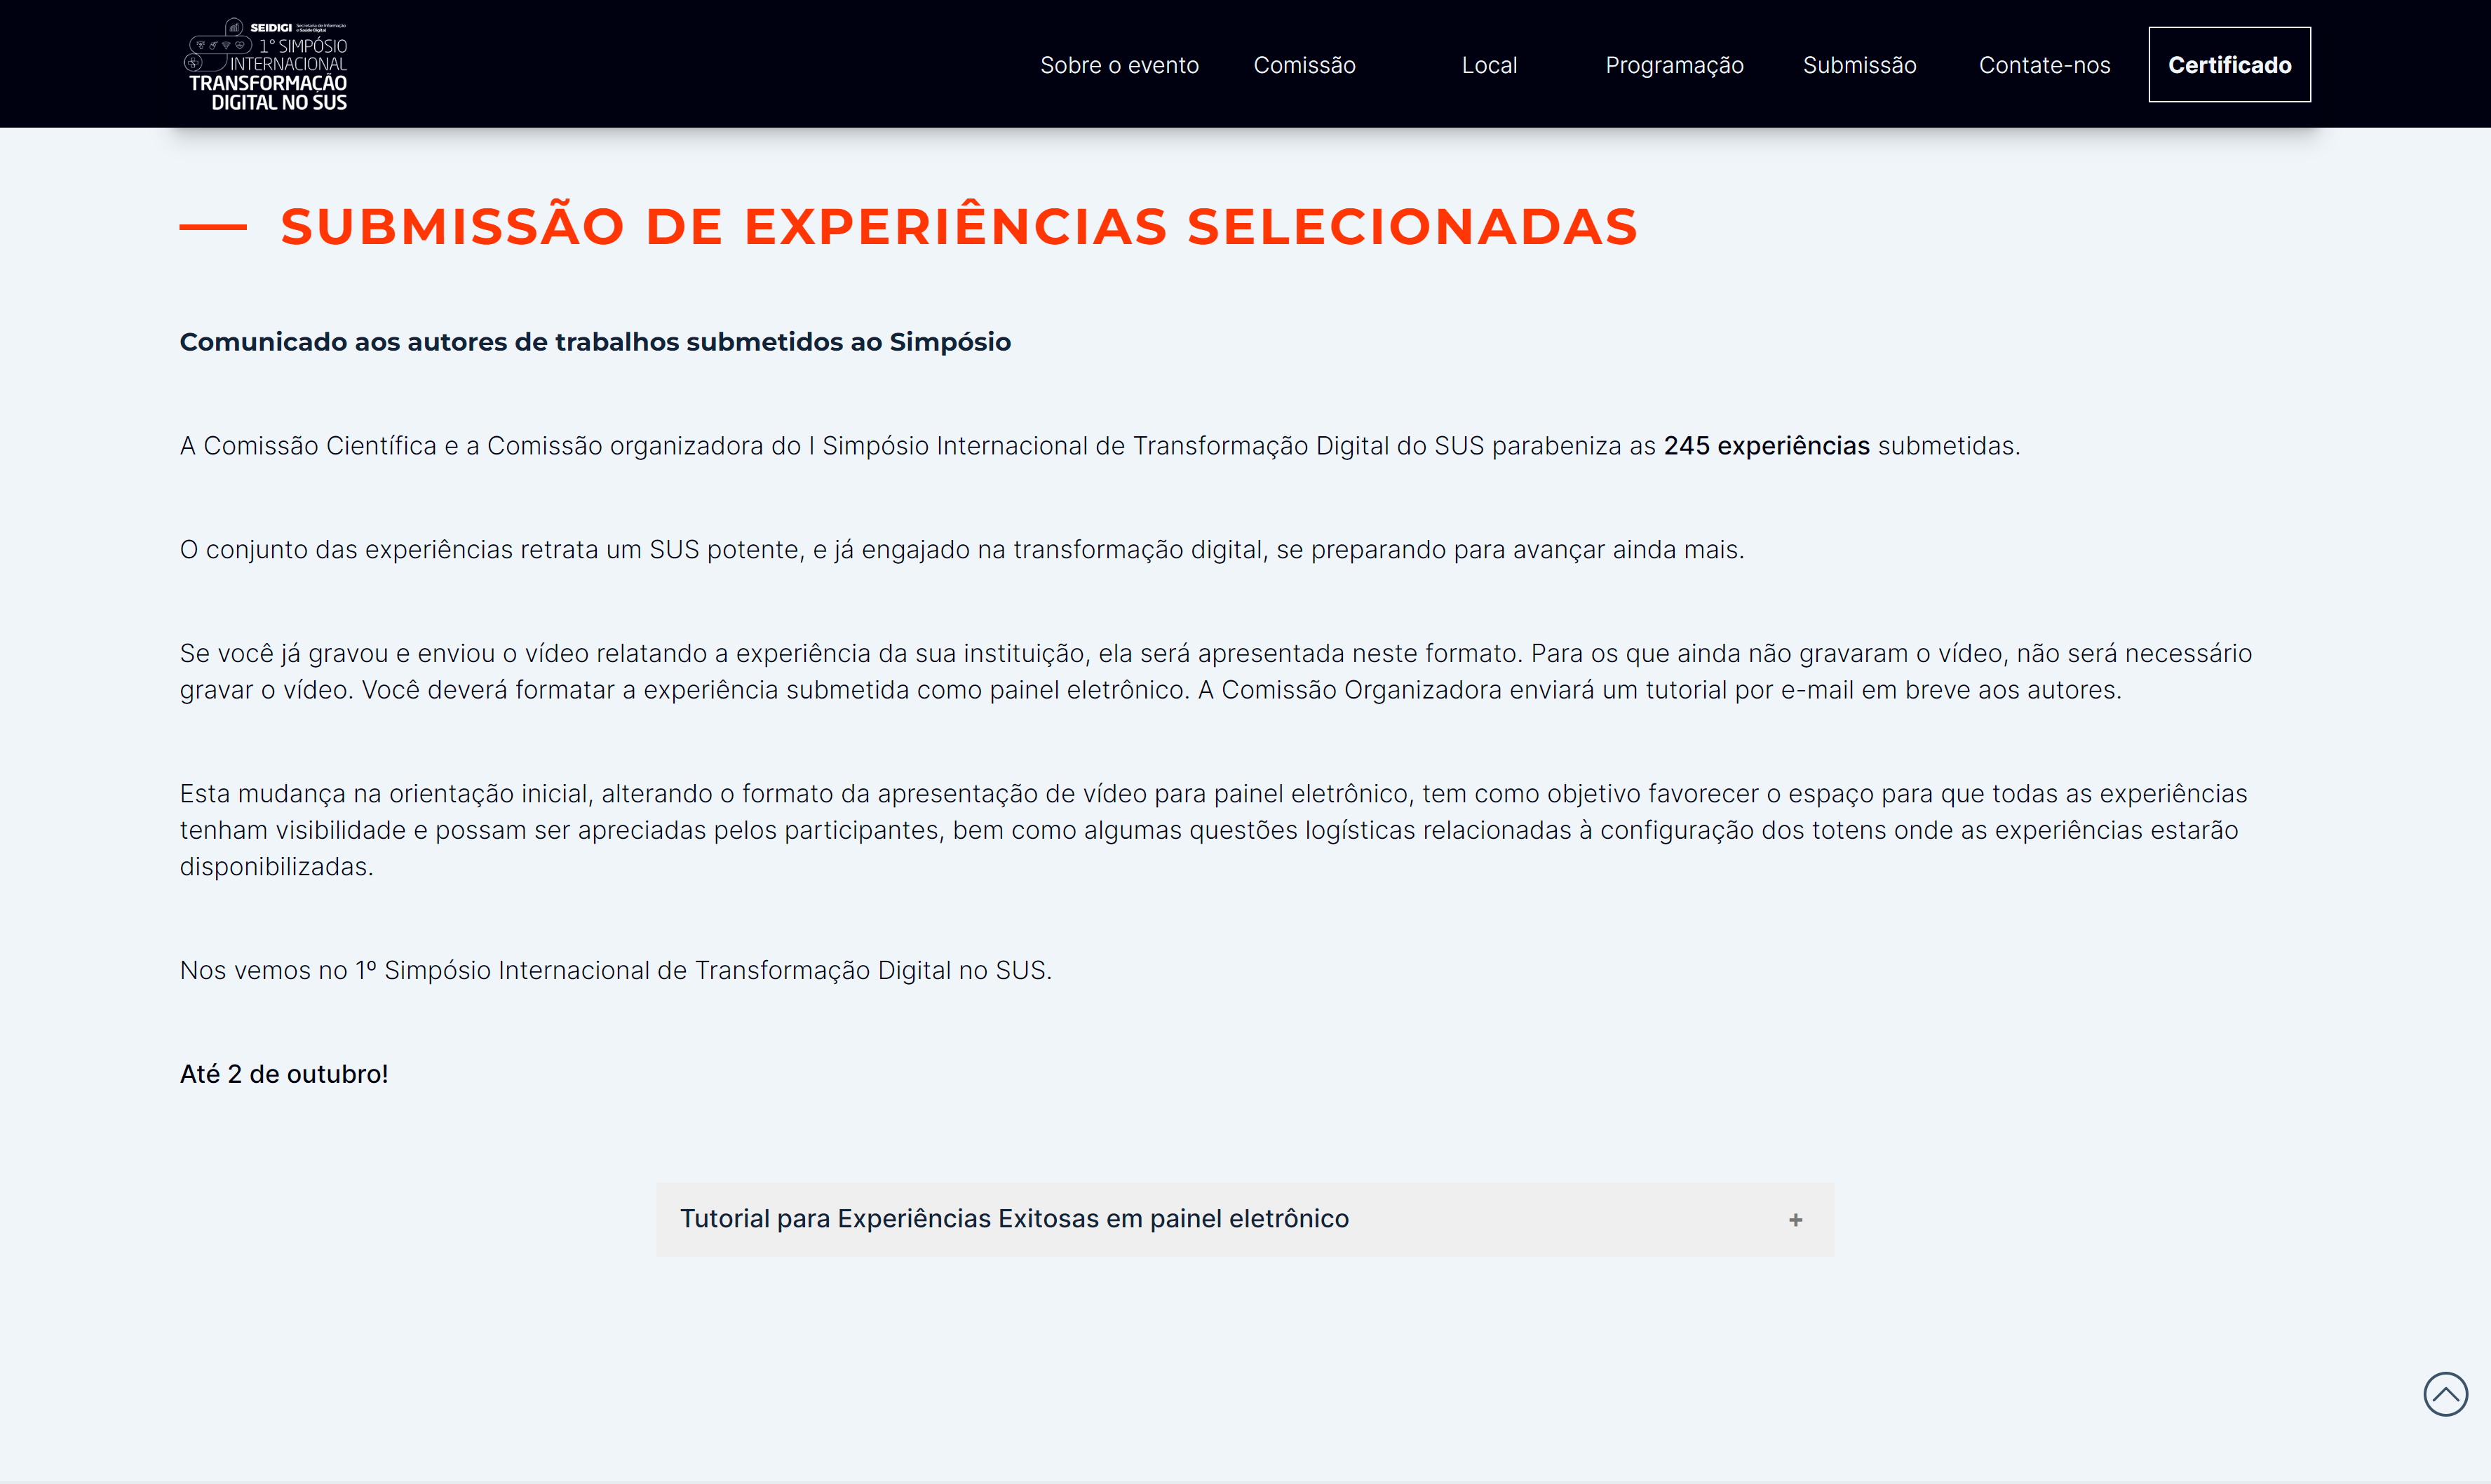 SEIDIGI Secretaria de Informação
e Saúde Digital
1º SIMPÓSIO
INTERNACIONAL
TRANSFORMAÇÃO
DIGITAL NO SUS
Sobre o evento
Comissão
Local
Programação
Submissão
Contate-nos
Certificado
SUBMISSÃO DE EXPERIÊNCIAS SELECIONADAS
Comunicado aos autores de trabalhos submetidos ao Simpósio
A Comissão Científica e a Comissão organizadora do I Simpósio Internacional de Transformação Digital do SUS parabeniza as 245 experiências submetidas.
O conjunto das experiências retrata um SUS potente, e já engajado na transformação digital, se preparando para avançar ainda mais.
Se você já gravou e enviou o vídeo relatando a experiência da sua instituição, ela será apresentada neste formato. Para os que ainda não gravaram o vídeo, não será necessário
gravar o vídeo. Você deverá formatar a experiência submetida como painel eletrônico. A Comissão Organizadora enviará um tutorial por e-mail em breve aos autores.
Esta mudança na orientação inicial, alterando o formato da apresentação de vídeo para painel eletrônico, tem como objetivo favorecer o espaço para que todas as experiências
tenham visibilidade e possam ser apreciadas pelos participantes, bem como algumas questões logísticas relacionadas à configuração dos totens onde as experiências estarão
disponibilizadas.
Nos vemos no 1º Simpósio Internacional de Transformação Digital no SUS.
Até 2 de outubro!
Tutorial para Experiências Exitosas em painel eletrônico +